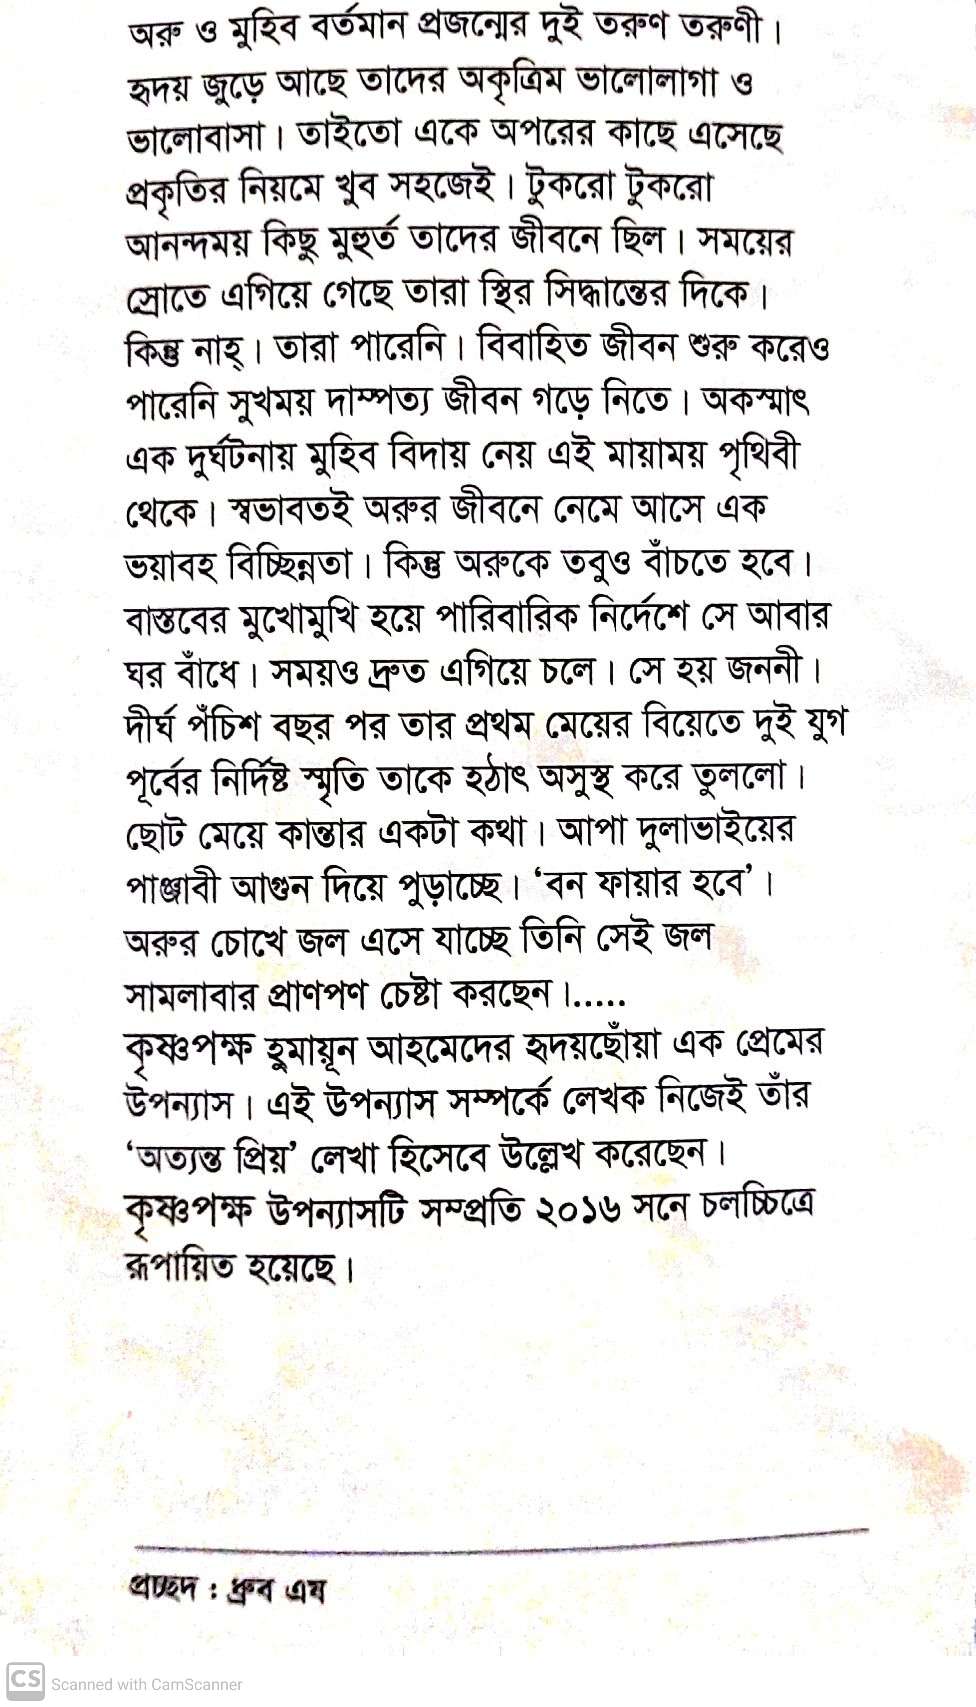 অরু ও মুহিব বর্তমান প্রজন্মের দুই তরুণ তরুণী।
হৃদয় জুড়ে আছে তাদের অকৃত্রিম ভালোলাগা ও
ভালোবাসা। তাইতো একে অপরের কাছে এসেছে
প্রকৃতির নিয়মে খুব সহজেই। টুকরো টুকরো
আনন্দময় কিছু মুহুর্ত তাদের জীবনে ছিল। সময়ের
স্রোতে এগিয়ে গেছে তারা স্থির সিদ্ধান্তের দিকে।
কিন্তু নাহ্। তারা পারেনি। বিবাহিত জীবন শুরু করেও
পারেনি সুখময় দাম্পত্য জীবন গড়ে নিতে। অকস্মাৎ
এক দুর্ঘটনায় মুহিব বিদায় নেয় এই মায়াময় পৃথিবী
থেকে। স্বভাবতই অরুর জীবনে নেমে আসে এক
ভয়াবহ বিচ্ছিন্নতা। কিন্তু অরুকে তবুও বাঁচতে হবে।
বাস্তবের মুখোমুখি হয়ে পারিবারিক নির্দেশে সে আবার
ঘর বাঁধে। সময়ও দ্রুত এগিয়ে চলে। সে হয় জননী।
দীর্ঘ পঁচিশ বছর পর তার প্রথম মেয়ের বিয়েতে দুই যুগ
পূর্বের নির্দিষ্ট স্মৃতি তাকে হঠাৎ অসুস্থ করে তুললো।
ছোট মেয়ে কান্তার একটা কথা। আপা দুলাভাইয়ের
পাঞ্জাবী আগুন দিয়ে পুড়াচ্ছে। ‘বন ফায়ার হবে’।
অরুর চোখে জল এসে যাচ্ছে তিনি সেই জল
সামলাবার প্রাণপণ চেষ্টা করছেন।.....
কৃষ্ণপক্ষ হুমায়ূন আহমেদের হৃদয়ছোঁয়া এক প্রেমের
উপন্যাস। এই উপন্যাস সম্পর্কে লেখক নিজেই তাঁর
‘অত্যন্ত প্রিয়’ লেখা হিসেবে উল্লেখ করেছেন।
কৃষ্ণপক্ষ উপন্যাসটি সম্প্রতি ২০১৬ সনে চলচ্চিত্রে
রূপায়িত হয়েছে।
প্রচ্ছদ : ধ্রুব এষ
CS Scanned with CamScanner